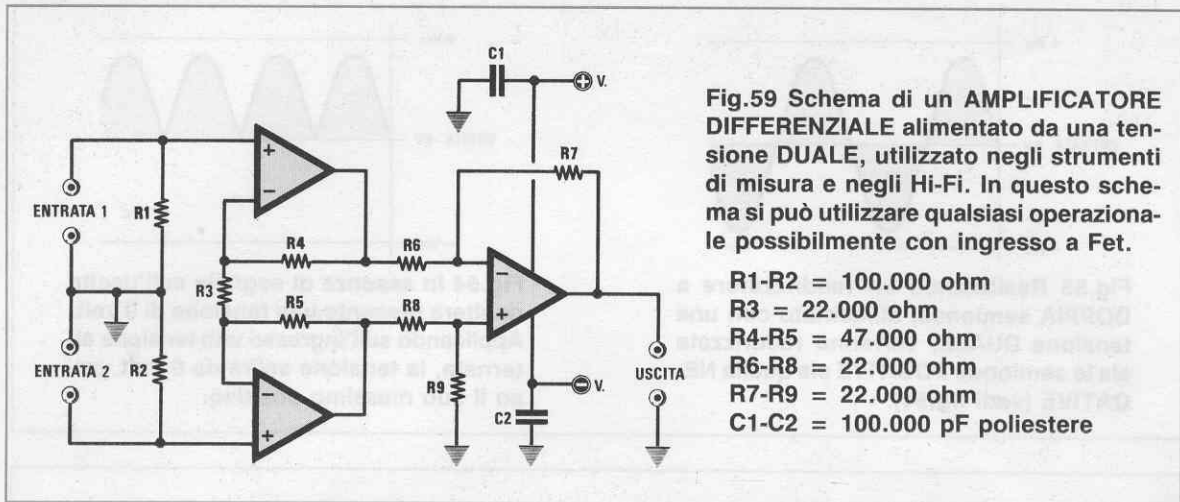 C1
+ V.
R7
+
−
ENTRATA 1
R1
R4
R6
R3
−
+
R5
R8
ENTRATA 2
R2
R9
− V.
USCITA
−
+
C2
Fig.59 Schema di un AMPLIFICATORE
DIFFERENZIALE alimentato da una ten-
sione DUALE, utilizzato negli strumenti
di misura e negli Hi-Fi. In questo sche-
ma si può utilizzare qualsiasi operaziona-
le possibilmente con ingresso a Fet.
R1-R2 = 100.000 ohm
R3 = 22.000 ohm
R4-R5 = 47.000 ohm
R6-R8 = 22.000 ohm
R7-R9 = 22.000 ohm
C1-C2 = 100.000 pF poliestere